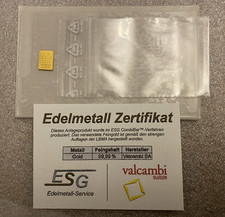 Edelmetall Zertifikat
Dieses Anlageprodukt wurde im ESG CombiBar™-Verfahren
produziert. Das verwendete Feingold ist gemäß den strengen
Auflagen der LBMA hergestellt worden.
Metall Feingehalt Hersteller
Gold 99,99 % Valcambi SA
ESG
Edelmetall-Service
valcambi
suisse